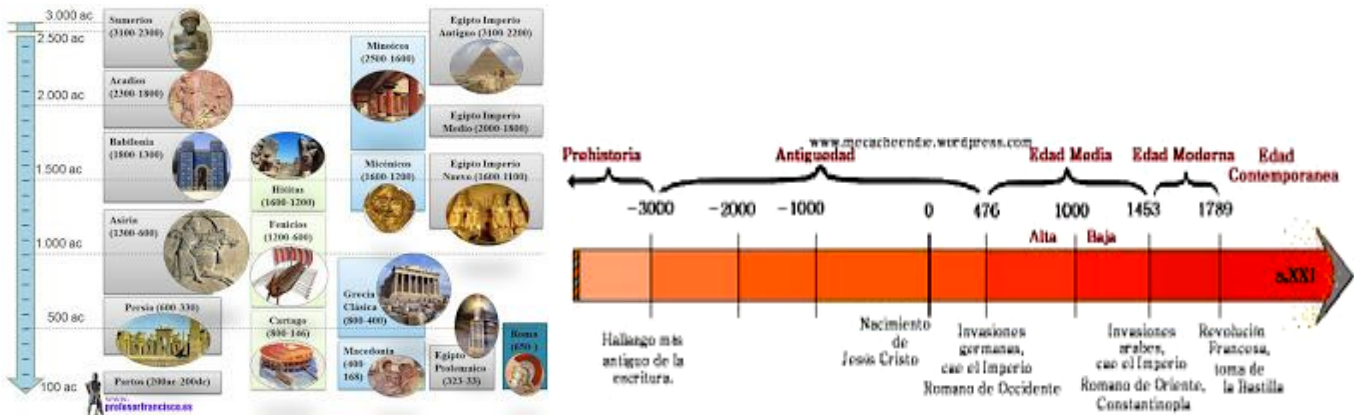 3.000 ac
2.500 ac
2.000 ac
1.500 ac
1.000 ac
500 ac
100 ac
Sumerios
(3100-2300)
Acadios
(2300-1800)
Babilonia
(1800-1300)
Asiria
(1300-600)
Persia (600-330)
Partos (200ac-200dc)
www.
profesorfrancisco.es
Hititas
(1600-1200)
Fenicios
(1200-600)
Cartago
(800-146)
Minoicos
(2500-1600)
Micénicos
(1600-1200)
Grecia
Clásica
(800-400)
Macedonia
(400-
168)
Egipto Imperio
Antiguo (3100-2200)
Egipto Imperio
Medio (2000-1800)
Egipto Imperio
Nuevo (1600-1100)
Egipto
Ptolemaico
(323-33)
Roma
(650-)
www.mecacheendie.wordpress.com
Prehistoria
Antiguedad
Edad Media
Edad Moderna
Edad
Contemporanea
-3000
-2000
-1000
0
476
1000
1453
1789
Alta
Baja
s.XXI
Hallango más
antiguo de la
escritura.
Nacimiento
de
Jesús Cristo
Invasiones
germanas,
cae el Imperio
Romano de Occidente
Invasiones
arabes,
cae el Imperio
Romano de Oriente,
Constantinopla
Revolución
Francesa,
toma de
la Bastilla